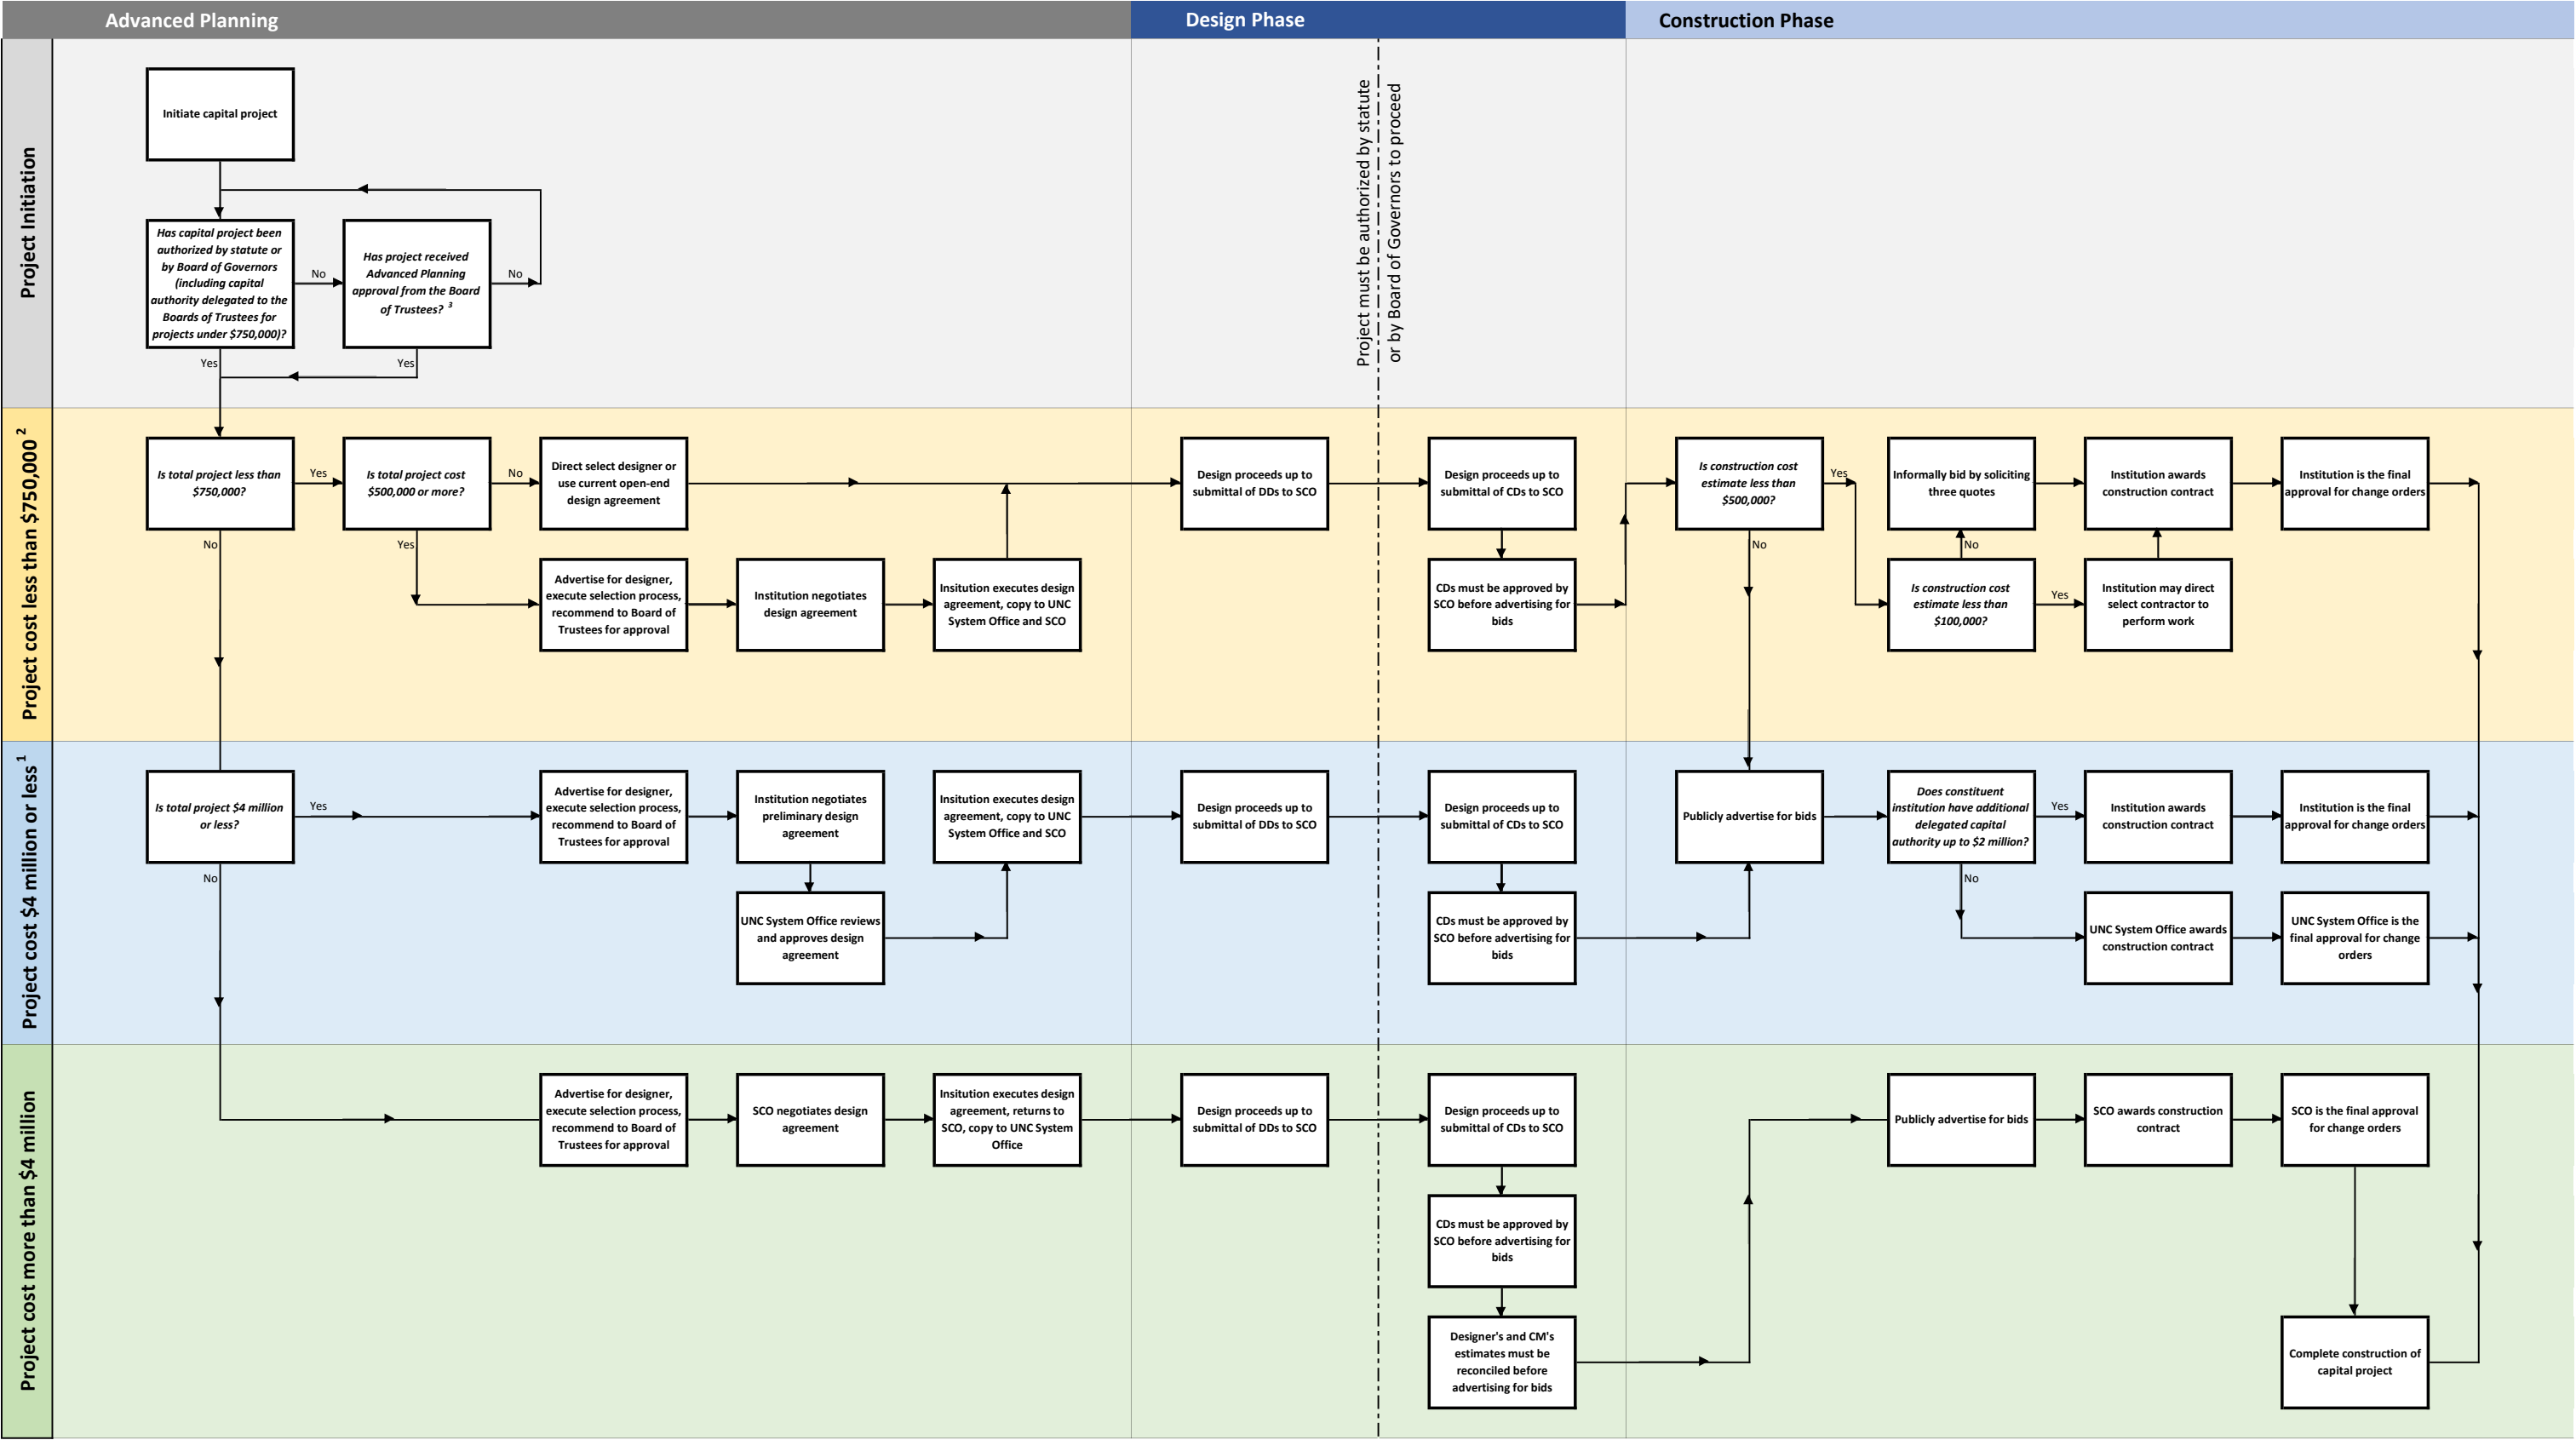 Advanced Planning
Design Phase
Construction Phase
Project Initiation
Initiate capital project
Has capital project been
authorized by statute or
by Board of Governors
(including capital
authority delegated to the
Boards of Trustees for
projects under $750,000)?
No
Has project received
Advanced Planning
approval from the Board
of Trustees? 3
No
Yes
Yes
Project must be authorized by statute
or by Board of Governors to proceed
Project cost less than $750,000 2
Is total project less than
$750,000?
Yes
No
Is total project cost
$500,000 or more?
No
Yes
Direct select designer or
use current open-end
design agreement
Advertise for designer,
execute selection process,
recommend to Board of
Trustees for approval
Institution negotiates
design agreement
Insitution executes design
agreement, copy to UNC
System Office and SCO
Design proceeds up to
submittal of DDs to SCO
Design proceeds up to
submittal of CDs to SCO
CDs must be approved by
SCO before advertising for
bids
Is construction cost
estimate less than
$500,000?
Yes
No
Informally bid by soliciting
three quotes
No
Is construction cost
estimate less than
$100,000?
Yes
Institution awards
construction contract
Institution may direct
select contractor to
perform work
Institution is the final
approval for change orders
Project cost $4 million or less 1
Is total project $4 million
or less?
Yes
No
Advertise for designer,
execute selection process,
recommend to Board of
Trustees for approval
Institution negotiates
preliminary design
agreement
UNC System Office reviews
and approves design
agreement
Insitution executes design
agreement, copy to UNC
System Office and SCO
Design proceeds up to
submittal of DDs to SCO
Design proceeds up to
submittal of CDs to SCO
CDs must be approved by
SCO before advertising for
bids
Publicly advertise for bids
Does constituent
institution have additional
delegated capital
authority up to $2 million?
Yes
No
Institution awards
construction contract
Institution is the final
approval for change orders
UNC System Office awards
construction contract
UNC System Office is the
final approval for change
orders
Project cost more than $4 million
Advertise for designer,
execute selection process,
recommend to Board of
Trustees for approval
SCO negotiates design
agreement
Insitution executes design
agreement, returns to
SCO, copy to UNC System
Office
Design proceeds up to
submittal of DDs to SCO
Design proceeds up to
submittal of CDs to SCO
CDs must be approved by
SCO before advertising for
bids
Designer's and CM's
estimates must be
reconciled before
advertising for bids
Publicly advertise for bids
SCO awards construction
contract
SCO is the final approval
for change orders
Complete construction of
capital project